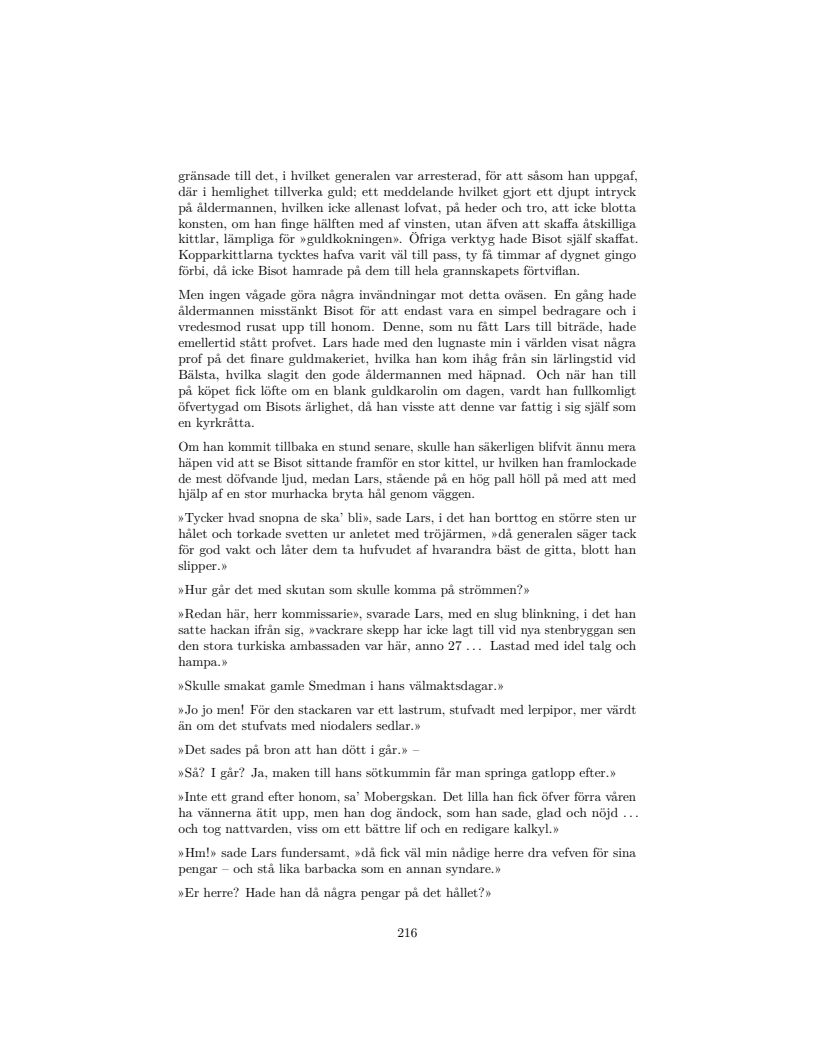 gränsade till det, i hvilket generalen var arresterad, för att såsom han uppgaf,
där i hemlighet tillverka guld; ett meddelande hvilket gjort ett djupt intryck
på åldermannen, hvilken icke allenast lofvat, på heder och tro, att icke blotta
konsten, om han finge hälften med af vinsten, utan äfven att skaffa åtskilliga
kittlar, lämpliga för »guldkokningen». Öfriga verktyg hade Bisot själf skaffat.
Kopparkittlarna tycktes hafva varit väl till pass, ty få timmar af dygnet gingo
förbi, då icke Bisot hamrade på dem till hela grannskapets förtviflan.
Men ingen vågade göra några invändningar mot detta oväsen. En gång hade
åldermannen misstänkt Bisot för att endast vara en simpel bedragare och i
vredesmod rusat upp till honom. Denne, som nu fått Lars till biträde, hade
emellertid stått profvet. Lars hade med den lugnaste min i världen visat några
prof på det finare guldmakeriet, hvilka han kom ihåg från sin lärlingstid vid
Bälsta, hvilka slagit den gode åldermannen med häpnad. Och när han till
på köpet fick löfte om en blank guldkarolin om dagen, vardt han fullkomligt
öfvertygad om Bisots ärlighet, då han visste att denne var fattig i sig själf som
en kyrkråtta.
Om han kommit tillbaka en stund senare, skulle han säkerligen blifvit ännu mera
häpen vid att se Bisot sittande framför en stor kittel, ur hvilken han framlockade
de mest döfvande ljud, medan Lars, stående på en hög pall höll på med att med
hjälp af en stor murhacka bryta hål genom väggen.
»Tycker hvad snopna de ska' bli», sade Lars, i det han borttog en större sten ur
hålet och torkade svetten ur anletet med tröjärmen, »då generalen säger tack
för god vakt och låter dem ta hufvudet af hvarandra bäst de gitta, blott han
slipper.»
»Hur går det med skutan som skulle komma på strömmen?»
»Redan här, herr kommissarie», svarade Lars, med en slug blinkning, i det han
satte hackan ifrån sig, »vackrare skepp har icke lagt till vid nya stenbryggan sen
den stora turkiska ambassaden var här, anno 27 ... Lastad med idel talg och
hampa.»
»Skulle smakat gamle Smedman i hans välmaktsdagar.»
»Jo jo men! För den stackaren var ett lastrum, stufvadt med lerpipor, mer värdt
än om det stufvats med niodalers sedlar.»
»Det sades på bron att han dött i går.» –
»Så? I går? Ja, maken till hans sötkummin får man springa gatlopp efter.»
»Inte ett grand efter honom, sa' Mobergskan. Det lilla han fick öfver förra våren
ha vännerna ätit upp, men han dog ändock, som han sade, glad och nöjd ...
och tog nattvarden, viss om ett bättre lif och en redigare kalkyl.»
»Hm!» sade Lars fundersamt, »då fick väl min nådige herre dra vefven för sina
pengar – och stå lika barbacka som en annan syndare.»
»Er herre? Hade han då några pengar på det hållet?»
216